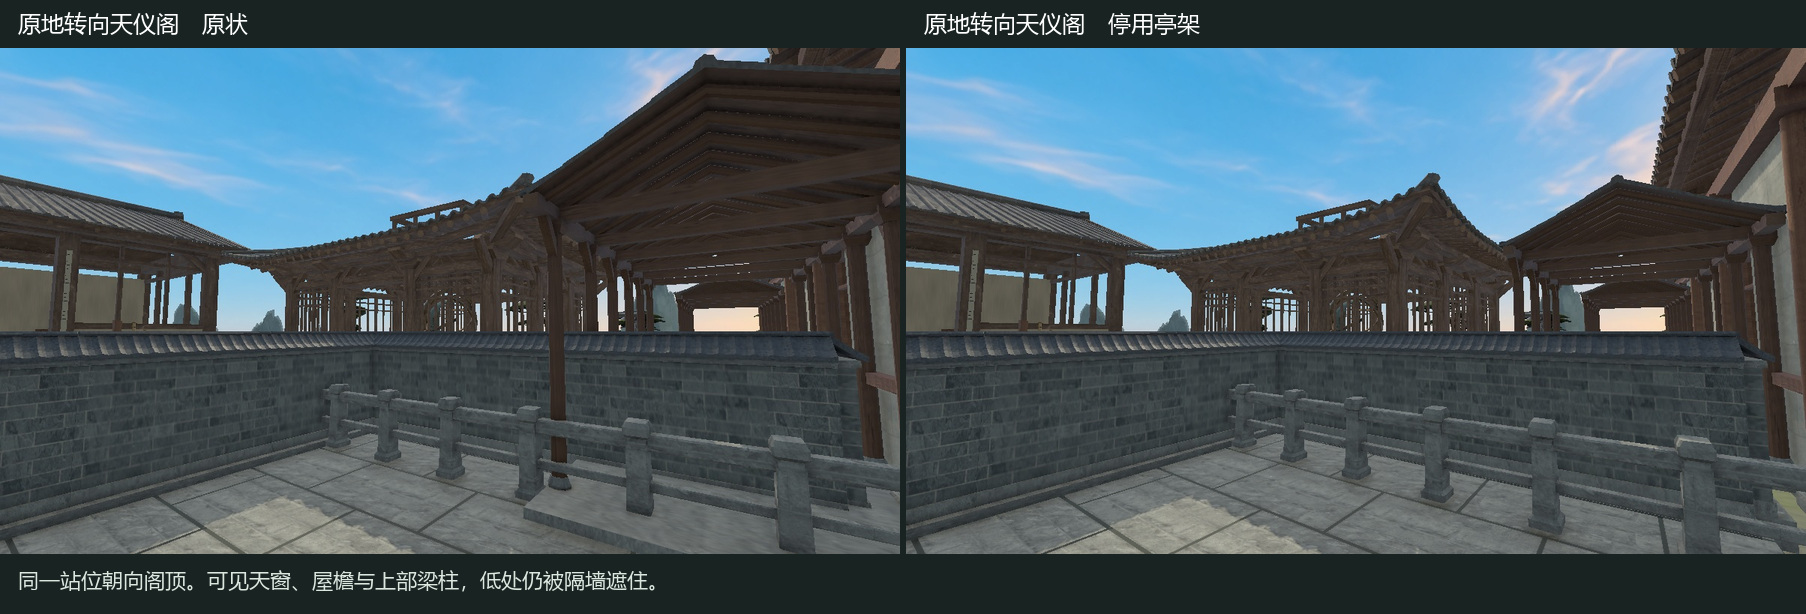 原地转向天仪阁　原状
原地转向天仪阁　停用亭架
同一站位朝向阁顶。可见天窗、屋檐与上部梁柱，低处仍被隔墙遮住。